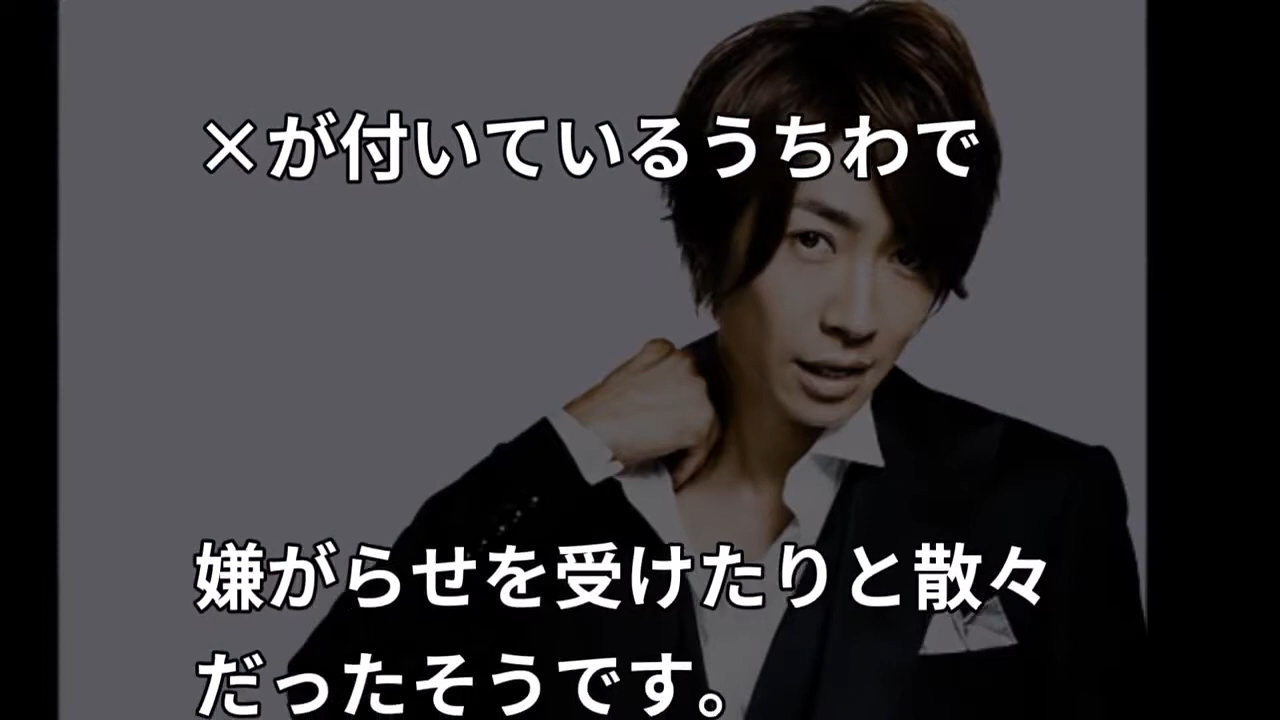 ×が付いているうちわで
嫌がらせを受けたりと散々
だったそうです。